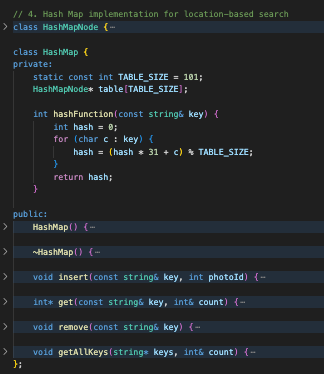 // 4. Hash Map implementation for location-based search
class HashMapNode {⋯
class HashMap {
private:
    static const int TABLE_SIZE = 101;
    HashMapNode* table[TABLE_SIZE];
    int hashFunction(const string& key) {
        int hash = 0;
        for (char c : key) {
            hash = (hash * 31 + c) % TABLE_SIZE;
        }
        return hash;
    }
public:
    HashMap() {⋯
    ~HashMap() {⋯
    void insert(const string& key, int photoId) {⋯
    int* get(const string& key, int& count) {⋯
    void remove(const string& key) {⋯
    void getAllKeys(string* keys, int& count) {⋯
};